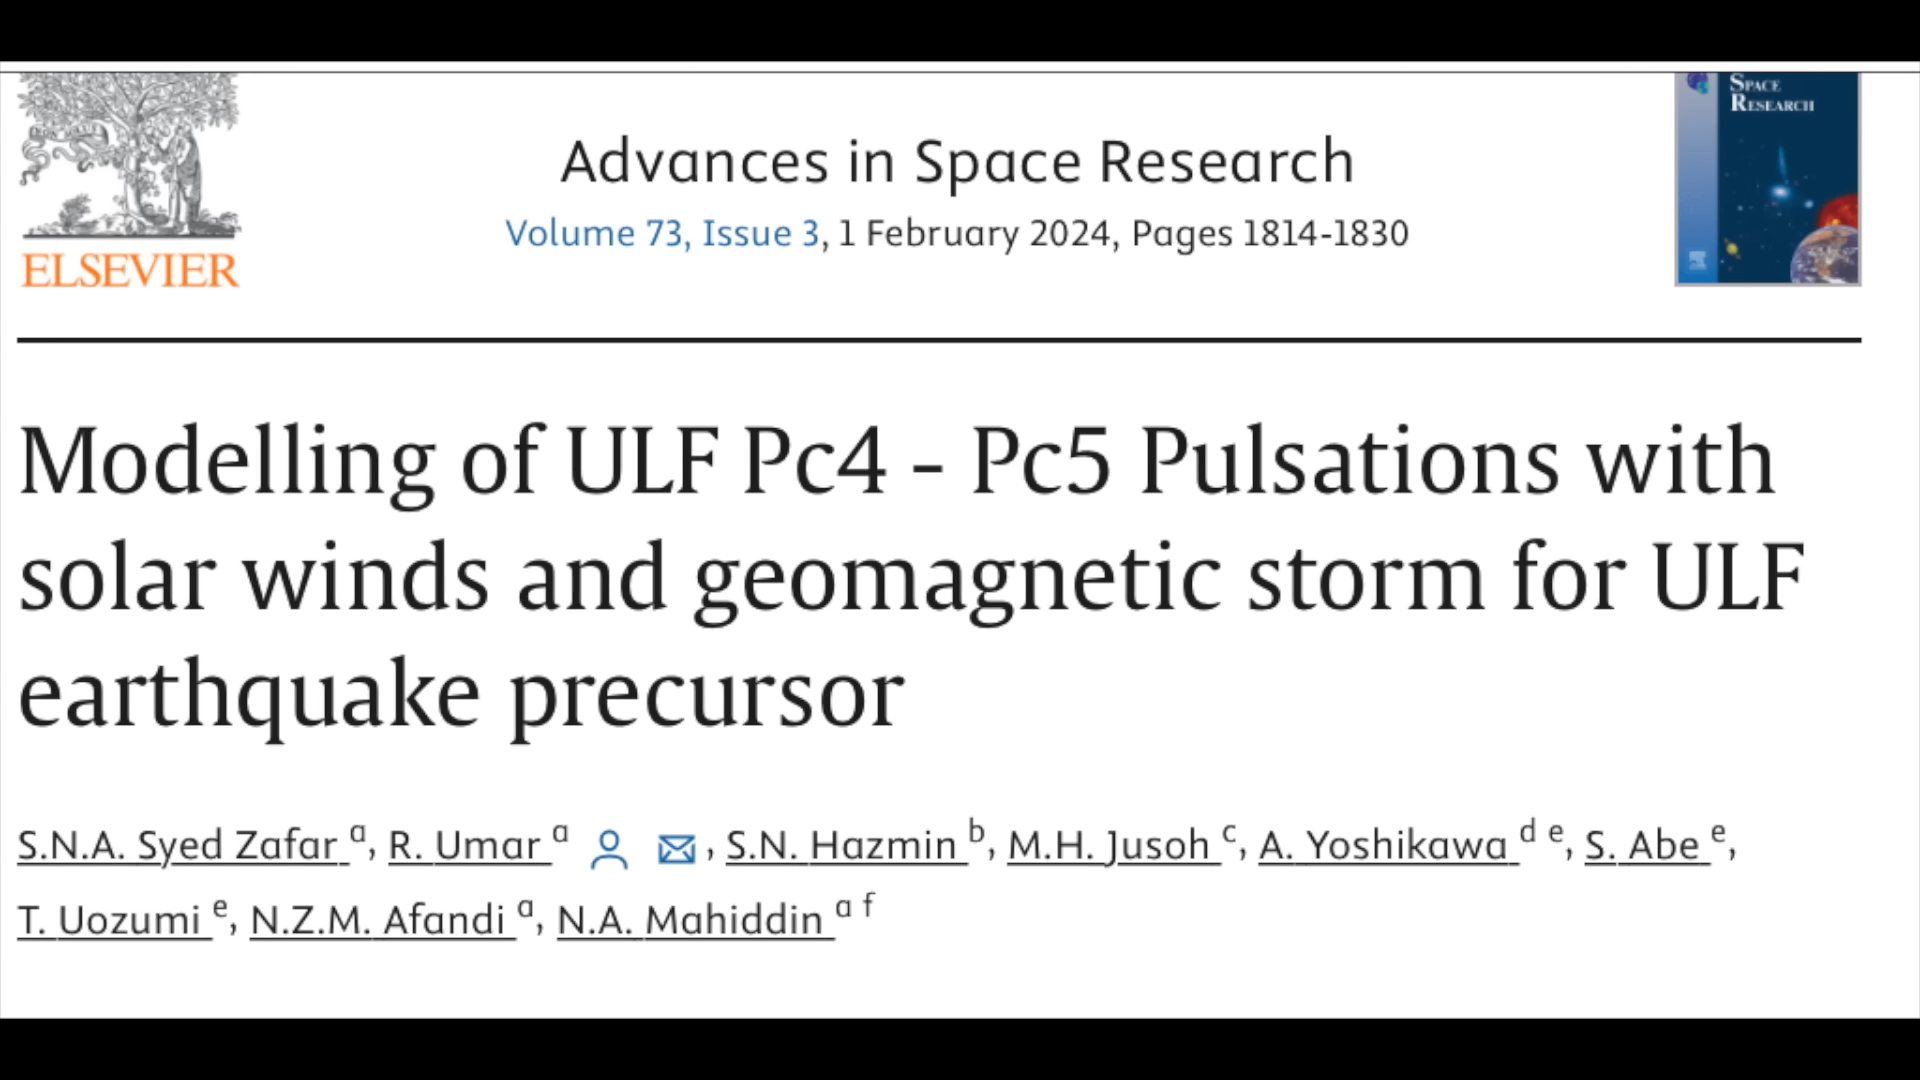 SPACE
RESEARCH
Advances in Space Research
Volume 73, Issue 3, 1 February 2024, Pages 1814-1830
ELSEVIER
Modelling of ULF Pc4 - Pc5 Pulsations with
solar winds and geomagnetic storm for ULF
earthquake precursor
S.N.A. Syed Zafar a, R. Umar a , S.N. Hazmin b, M.H. Jusoh c, A. Yoshikawa d e, S. Abe e,
T. Uozumi e, N.Z.M. Afandi a, N.A. Mahiddin a f